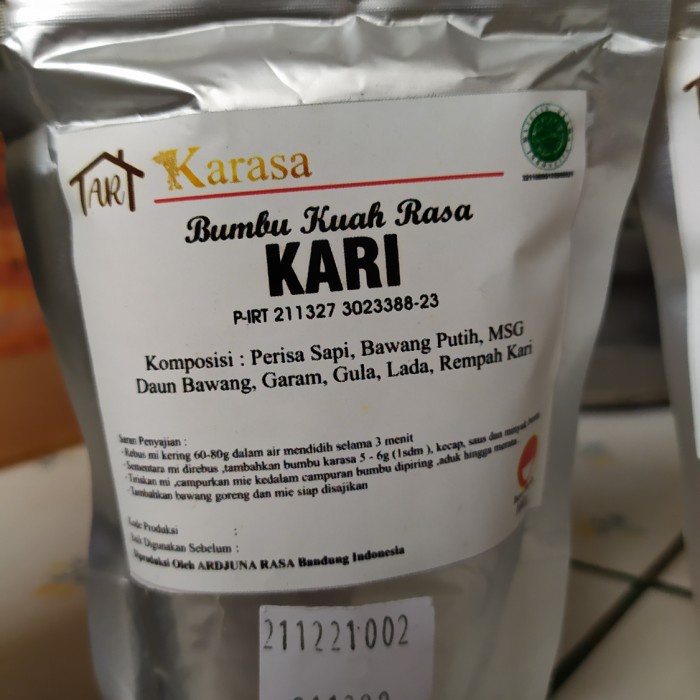 ART Karasa
Bumbu Kuah Rasa
KARI
P-IRT 211327 3023388-23
Komposisi : Perisa Sapi, Bawang Putih, MSG
Daun Bawang, Garam, Gula, Lada, Rempah Kari
Saran Penyajian :
-Rebus mi kering 60-80g dalam air mendidih selama 3 menit
-Sementara mi direbus ,tambahkan bumbu karasa 5 - 6g (1sdm ), kecap, saus dan minyak
-Tiriskan mi ,campurkan mie kedalam campuran bumbu dipiring ,aduk hingga merata
-Tambahkan bawang goreng dan mie siap disajikan
Kode Produksi :
Baik Digunakan Sebelum :
Diproduksi Oleh ARDJUNA RASA Bandung Indonesia
211221002